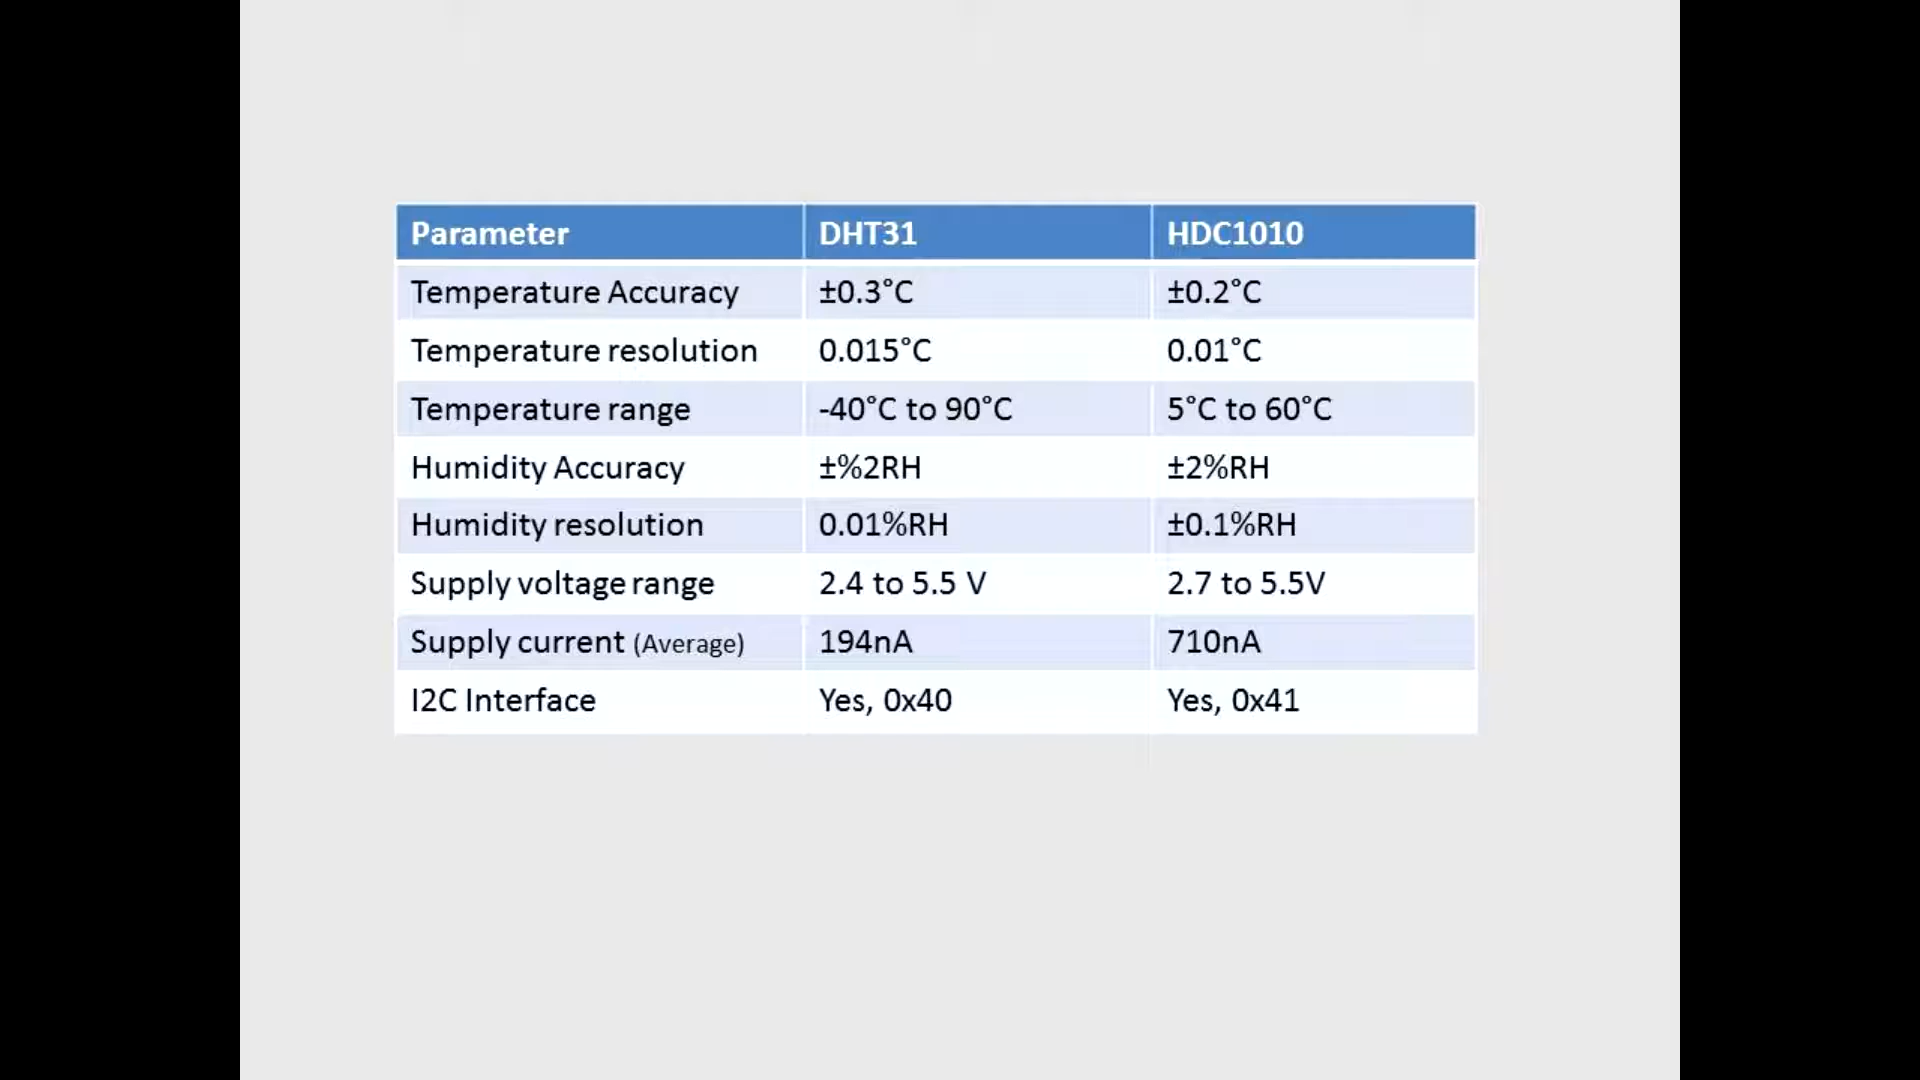 Parameter DHT31 HDC1010
Temperature Accuracy ±0.3°C ±0.2°C
Temperature resolution 0.015°C 0.01°C
Temperature range -40°C to 90°C 5°C to 60°C
Humidity Accuracy ±%2RH ±2%RH
Humidity resolution 0.01%RH ±0.1%RH
Supply voltage range 2.4 to 5.5 V 2.7 to 5.5V
Supply current (Average) 194nA 710nA
I2C Interface Yes, 0x40 Yes, 0x41